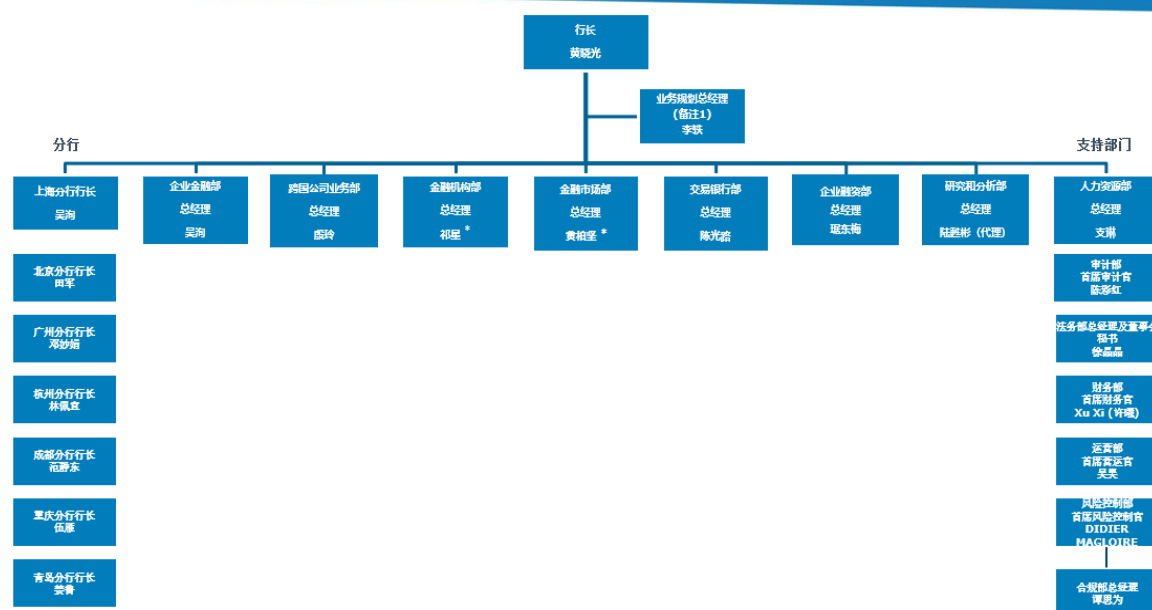 行长
黄晓光
业务规划总经理
(备注1)
李轶
分行
支持部门
上海分行行长
吴洵
企业金融部
总经理
吴洵
跨国公司业务部
总经理
殷玲
金融机构部
总经理
祁星 *
金融市场部
总经理
黄柏坚 *
交易银行部
总经理
陈光
企业融资部
总经理
东梅
研究和分析部
总经理
陆甦彬（代理）
人力资源部
总经理
支琳
北京分行行长
田军
审计部
首席审计官
陈彩红
广州分行行长
邓妙娟
法务部总经理及董事会
秘书
徐晶晶
杭州分行行长
林佩宜
财务部
首席财务官
Xu Xi (许曦)
成都分行行长
范静东
运营部
首席营运官
吴昊
重庆分行行长
伍雁
风险控制部
首席风险控制官
DIDIER
MAGLOIRE
青岛分行行长
姜鲁
合规部总经理
谭思为